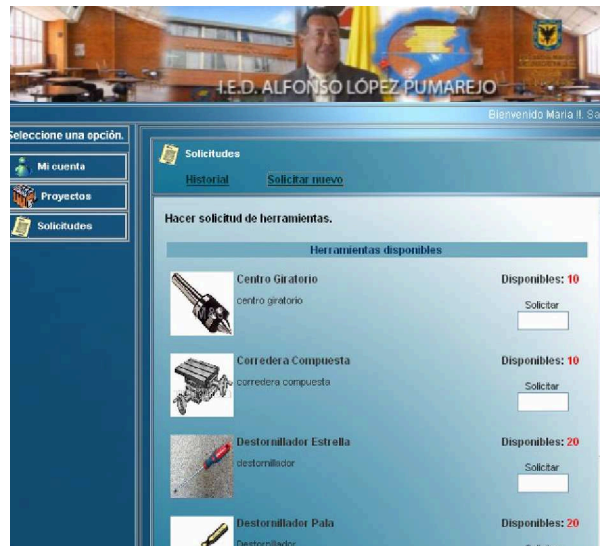 I.E.D. ALFONSO LÓPEZ PUMAREJO
Bienvenido Maria II. Sa
Seleccione una opción.
Mi cuenta
Proyectos
Solicitudes
Solicitudes
Historial Solicitar nuevo
Hacer solicitud de herramientas.
Herramientas disponibles
Centro Giratorio Disponibles: 10
centro giratorio Solicitar
Corredera Compuesta Disponibles: 10
corredera compuesta Solicitar
Destornillador Estrella Disponibles: 20
destornillador Solicitar
Destornillador Pala Disponibles: 20
Destornillador